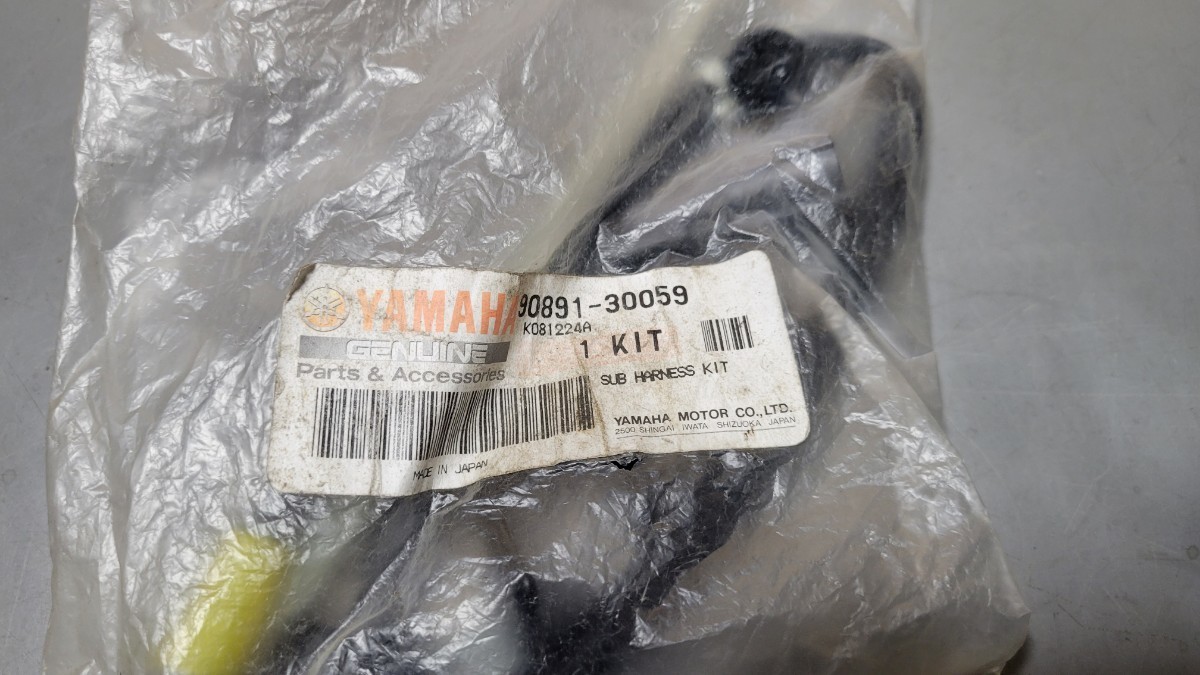 YAMAHA
GENUINE
Parts & Accessories
90891-30059
K081224A
1 KIT
SUB HARNESS KIT
YAMAHA MOTOR CO.,LTD.
2500 SHINGAI IWATA SHIZUOKA JAPAN
MADE IN JAPAN